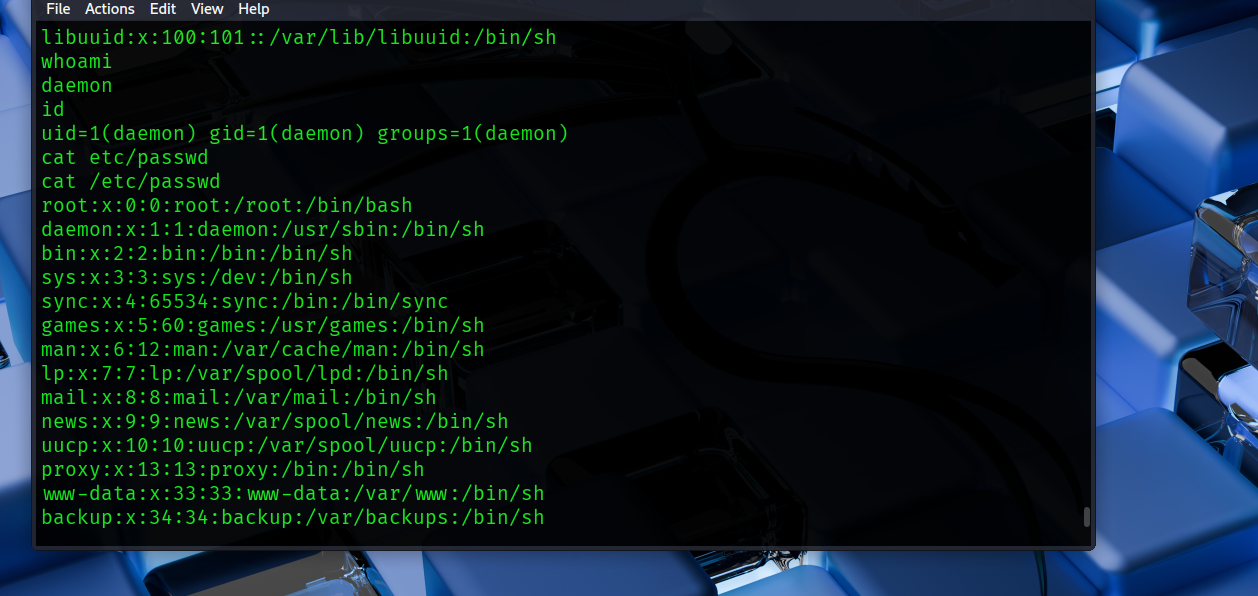 File Actions Edit View Help
libuuid:x:100:101::/var/lib/libuuid:/bin/sh
whoami
daemon
id
uid=1(daemon) gid=1(daemon) groups=1(daemon)
cat etc/passwd
cat /etc/passwd
root:x:0:0:root:/root:/bin/bash
daemon:x:1:1:daemon:/usr/sbin:/bin/sh
bin:x:2:2:bin:/bin:/bin/sh
sys:x:3:3:sys:/dev:/bin/sh
sync:x:4:65534:sync:/bin:/bin/sync
games:x:5:60:games:/usr/games:/bin/sh
man:x:6:12:man:/var/cache/man:/bin/sh
lp:x:7:7:lp:/var/spool/lpd:/bin/sh
mail:x:8:8:mail:/var/mail:/bin/sh
news:x:9:9:news:/var/spool/news:/bin/sh
uucp:x:10:10:uucp:/var/spool/uucp:/bin/sh
proxy:x:13:13:proxy:/bin:/bin/sh
www-data:x:33:33:www-data:/var/www:/bin/sh
backup:x:34:34:backup:/var/backups:/bin/sh